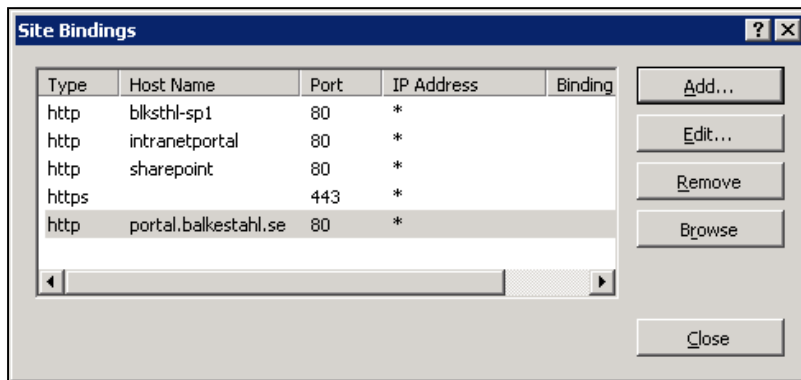 Site Bindings
Type Host Name Port IP Address Binding
http blksthl-sp1 80 *
http intranetportal 80 *
http sharepoint 80 *
https 443 *
http portal.balkestahl.se 80 *
Add...
Edit...
Remove
Browse
Close